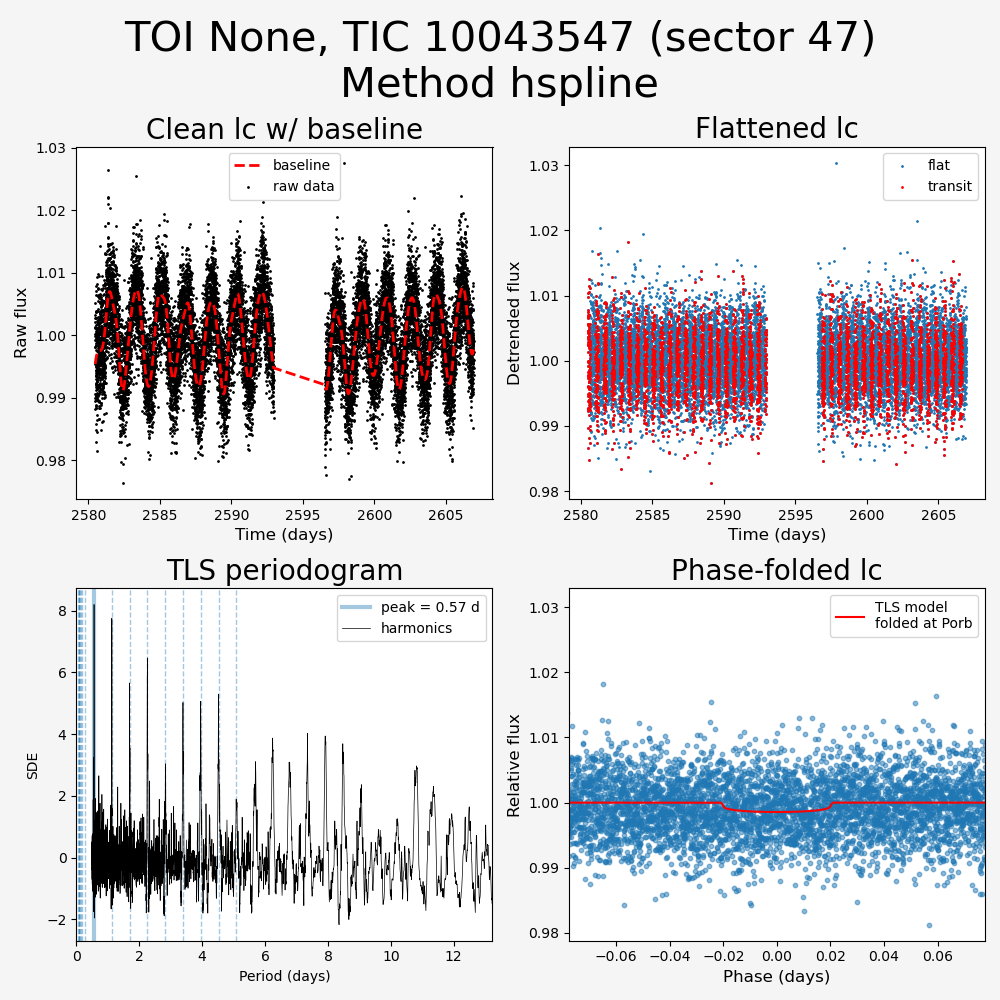 TOI None, TIC 10043547 (sector 47)
Method hspline
Clean lc w/ baseline
1.03
1.02
1.01
1.00
0.99
0.98
Raw flux
baseline
raw data
2580
2585
2590
2595
2600
2605
Time (days)
Flattened lc
1.03
1.02
1.01
1.00
0.99
0.98
Detrended flux
flat
transit
2580
2585
2590
2595
2600
2605
Time (days)
TLS periodogram
8
6
4
2
0
−2
SDE
peak = 0.57 d
harmonics
0
2
4
6
8
10
12
Period (days)
Phase-folded lc
1.03
1.02
1.01
1.00
0.99
0.98
Relative flux
TLS model
folded at Porb
−0.06
−0.04
−0.02
0.00
0.02
0.04
0.06
Phase (days)